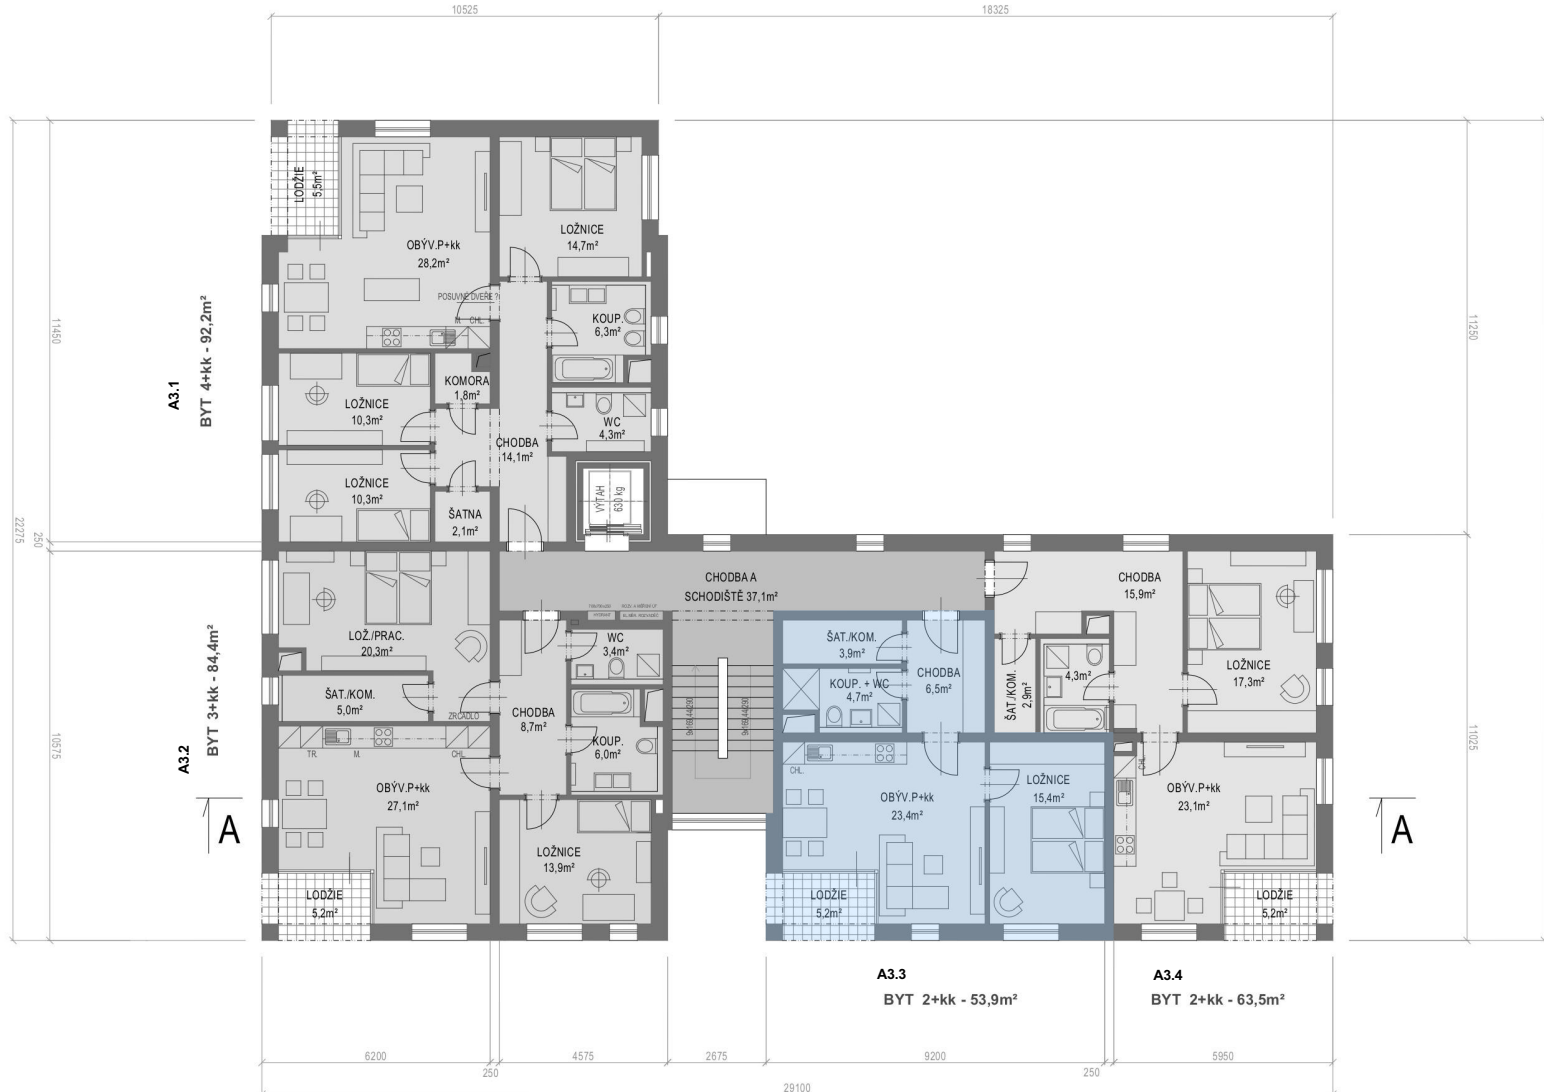 10525
18325
LODŽIE
5,5m²
OBÝV.P+kk
28,2m²
LOŽNICE
14,7m²
POSUVNÉ DVEŘE ?
M.
CHL.
KOUP.
6,3m²
KOMORA
1,8m²
LOŽNICE
10,3m²
WC
4,3m²
CHODBA
14,1m²
LOŽNICE
10,3m²
ŠATNA
2,1m²
VÝTAH
630 kg
A3.1
BYT 4+kk - 92,2m²
11450
22275
250
10575
11250
11025
CHODBA A
SCHODIŠTĚ 37,1m²
LOŽ./PRAC.
20,3m²
ŠAT./KOM.
5,0m²
ZRCADLO
WC
3,4m²
CHODBA
8,7m²
KOUP.
6,0m²
TR.
M.
CHL.
OBÝV.P+kk
27,1m²
LOŽNICE
13,9m²
LODŽIE
5,2m²
A3.2
BYT 3+kk - 84,4m²
A
ŠAT./KOM.
3,9m²
KOUP. + WC
4,7m²
CHODBA
6,5m²
CHL.
OBÝV.P+kk
23,4m²
LOŽNICE
15,4m²
LODŽIE
5,2m²
CHODBA
15,9m²
ŠAT./KOM.
2,9m²
4,3m²
LOŽNICE
17,3m²
CHL.
OBÝV.P+kk
23,1m²
LODŽIE
5,2m²
A
A3.3
BYT 2+kk - 53,9m²
A3.4
BYT 2+kk - 63,5m²
6200
250
4575
2675
9200
250
5950
29100